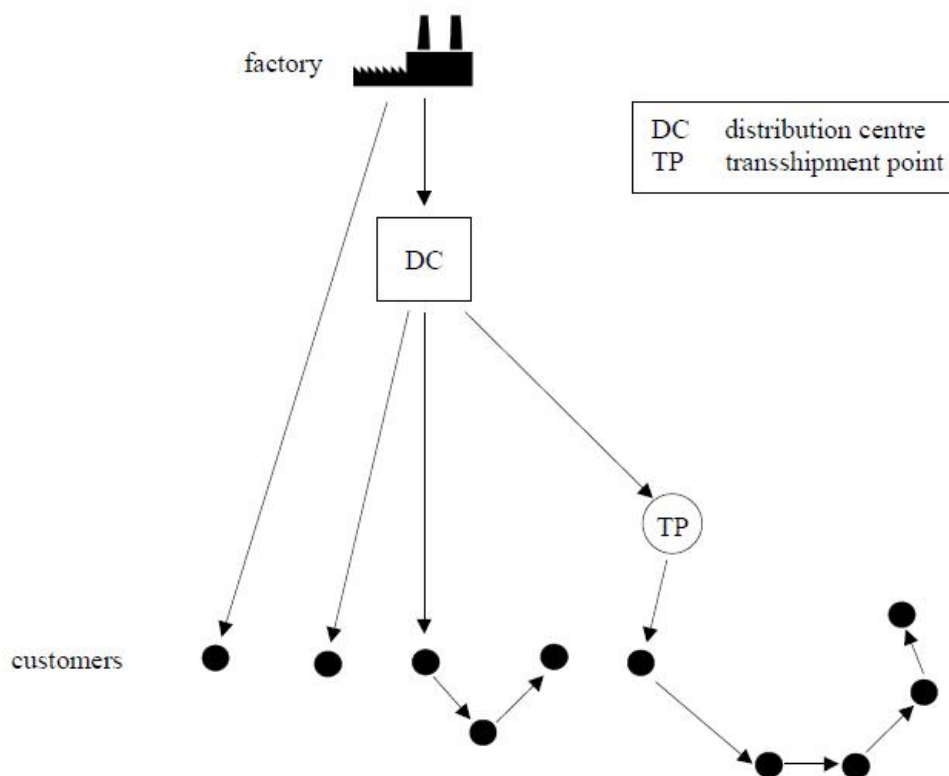 factory
DC distribution centre
TP transshipment point
DC
TP
customers